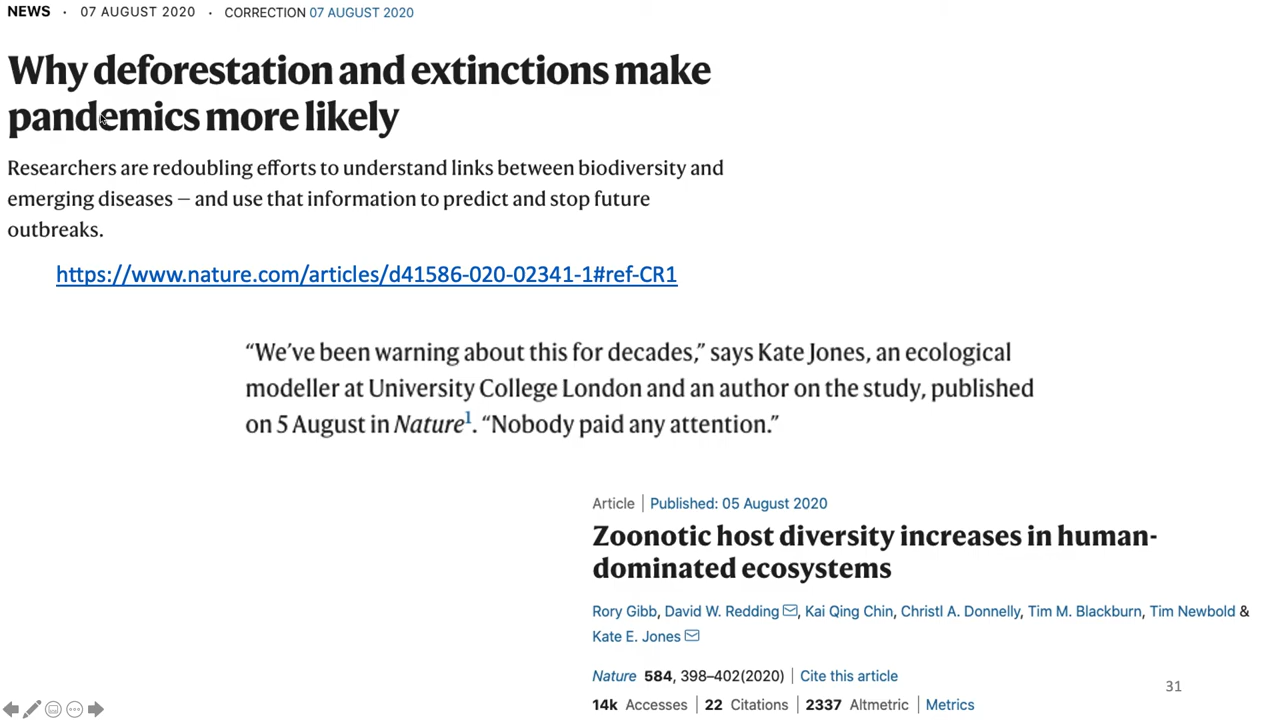 NEWS · 07 AUGUST 2020 · CORRECTION 07 AUGUST 2020
Why deforestation and extinctions make
pandemics more likely
Researchers are redoubling efforts to understand links between biodiversity and
emerging diseases — and use that information to predict and stop future
outbreaks.
https://www.nature.com/articles/d41586-020-02341-1#ref-CR1
“We’ve been warning about this for decades,” says Kate Jones, an ecological
modeller at University College London and an author on the study, published
on 5 August in Nature1. “Nobody paid any attention.”
Article | Published: 05 August 2020
Zoonotic host diversity increases in human-
dominated ecosystems
Rory Gibb, David W. Redding, Kai Qing Chin, Christl A. Donnelly, Tim M. Blackburn, Tim Newbold &
Kate E. Jones
Nature 584, 398–402(2020) | Cite this article
14k Accesses | 22 Citations | 2337 Altmetric | Metrics
31